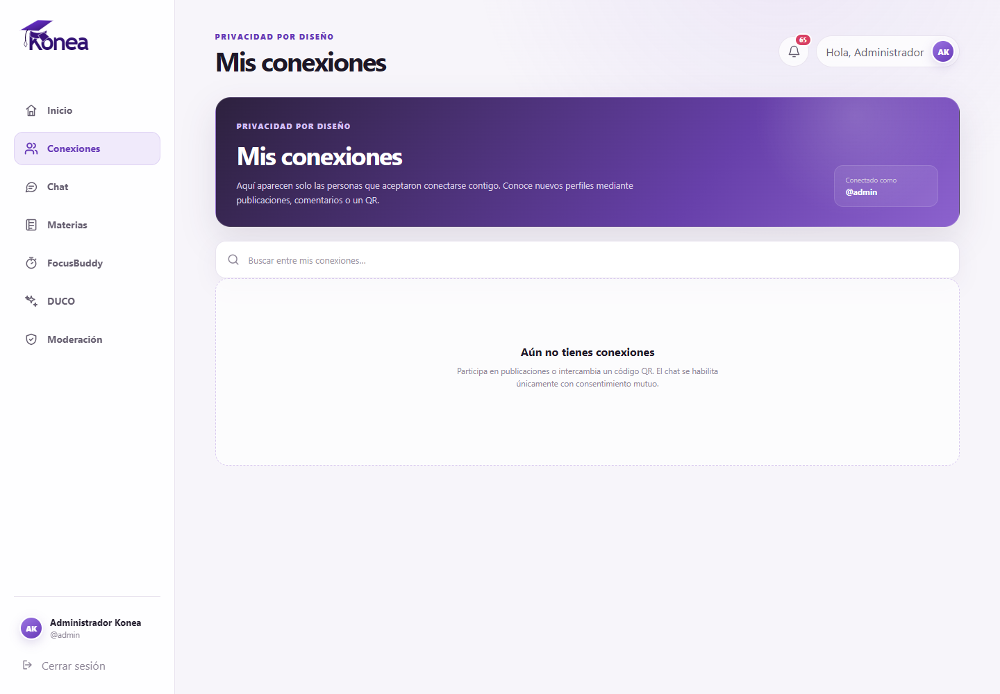 Konea
Inicio
Conexiones
Chat
Materias
FocusBuddy
DUCO
Moderación
AK
Administrador Konea
@admin
Cerrar sesión
PRIVACIDAD POR DISEÑO
Mis conexiones
65
Hola, Administrador
AK
PRIVACIDAD POR DISEÑO
Mis conexiones
Aquí aparecen solo las personas que aceptaron conectarse contigo. Conoce nuevos perfiles mediante
publicaciones, comentarios o un QR.
Conectado como
@admin
Buscar entre mis conexiones...
Aún no tienes conexiones
Participa en publicaciones o intercambia un código QR. El chat se habilita
únicamente con consentimiento mutuo.